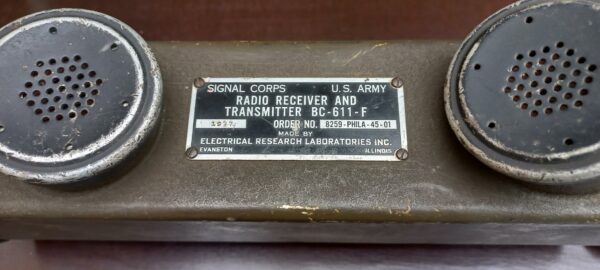 SIGNAL CORPS U.S. ARMY
RADIO RECEIVER AND
TRANSMITTER BC-611-F
ORDER NO. 8259-PHILA-45-01
MADE BY
ELECTRICAL RESEARCH LABORATORIES INC.
EVANSTON ILLINOIS